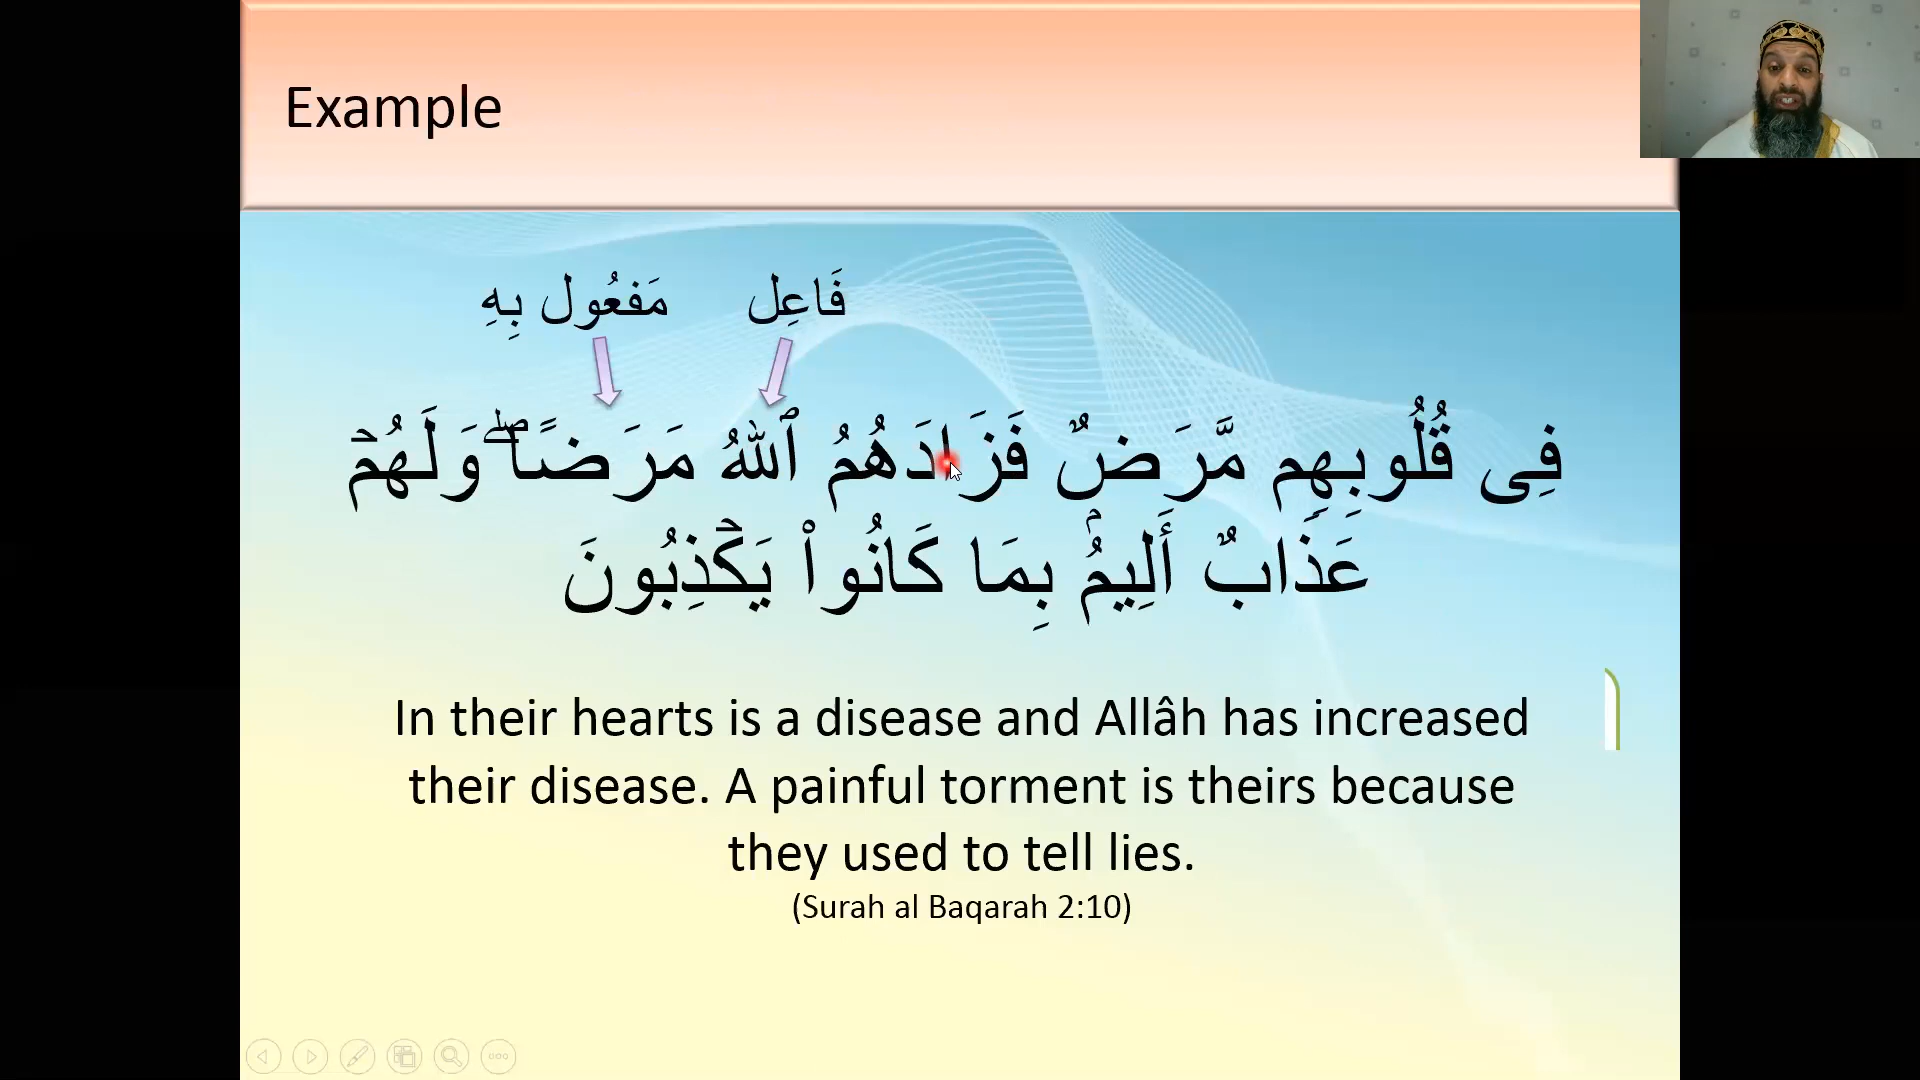 Example
فَاعِل مَفعُول بِهِ
فِى قُلُوبِهِم مَّرَضٌ فَزَادَهُمُ ٱللَّهُ مَرَضًاۖ وَلَهُمْ
عَذَابٌ أَلِيمٌۢ بِمَا كَانُوا۟ يَكْذِبُونَ
In their hearts is a disease and Allâh has increased
their disease. A painful torment is theirs because
they used to tell lies.
(Surah al Baqarah 2:10)